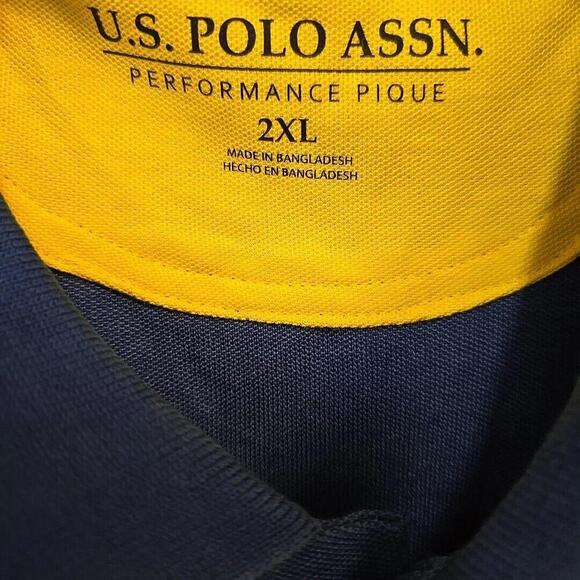 U.S. POLO ASSN.
PERFORMANCE PIQUE
2XL
MADE IN BANGLADESH
HECHO EN BANGLADESH